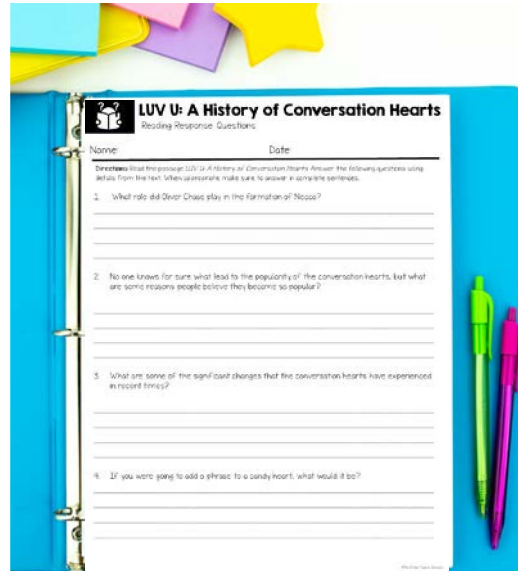 LUV U: A History of Conversation Hearts
Reading Response Questions
Name Date
Directions: Read the passage LUV U: A History of Conversation Hearts. Answer the following questions using
details from the text. When appropriate, make sure to answer in complete sentences.
1. What role did Oliver Chase play in the formation of Necco?
2. No one knows for sure what lead to the popularity of the conversation hearts, but what
are some reasons people believe they became so popular?
3. What are some of the significant changes that the conversation hearts have experienced
in recent times?
4. If you were going to add a phrase to a candy heart, what would it be?